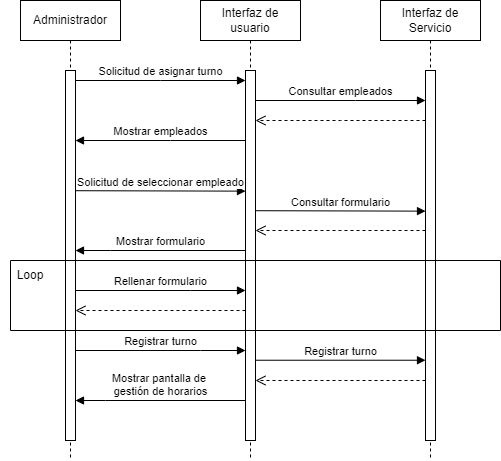 Administrador
Interfaz de
usuario
Interfaz de
Servicio
Solicitud de asignar turno
Consultar empleados
Mostrar empleados
Solicitud de seleccionar empleado
Consultar formulario
Mostrar formulario
Loop
Rellenar formulario
Registrar turno
Registrar turno
Mostrar pantalla de
gestión de horarios